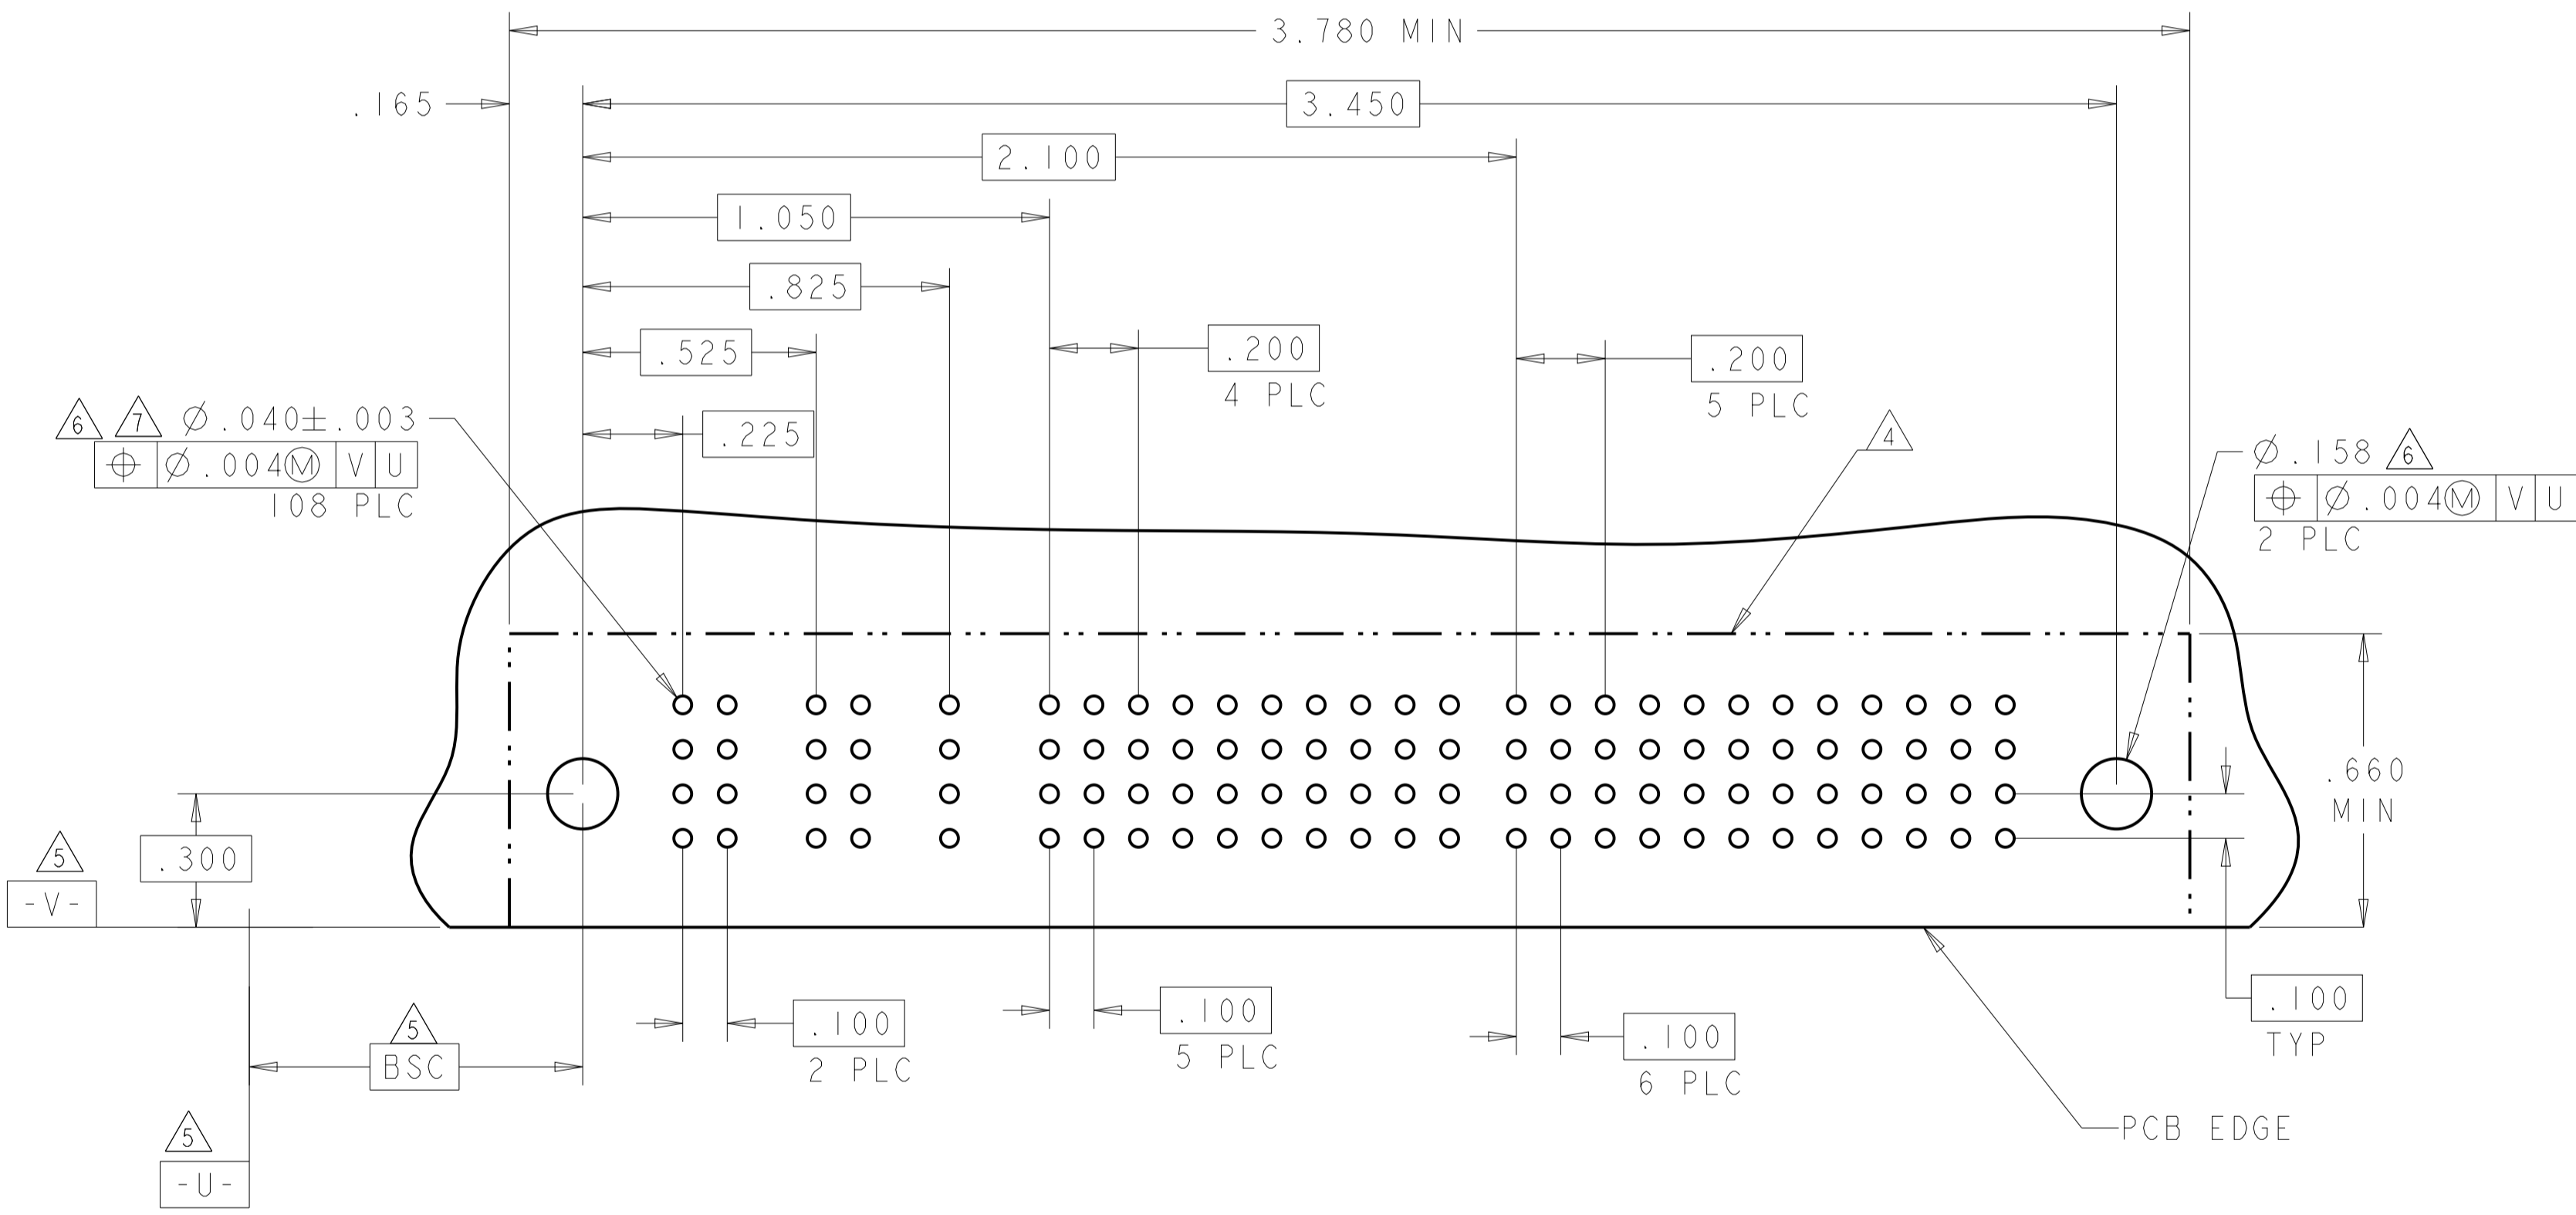 3.780 MIN
.165
3.450
2.100
1.050
.825
.525
.200
4 PLC
.200
5 PLC
.225
6 7 Ø.040±.003
⌖ Ø.004Ⓜ V U
108 PLC
4
Ø.158 6
⌖ Ø.004Ⓜ V U
2 PLC
.660
MIN
5
-V-
.300
.100
TYP
.100
2 PLC
.100
5 PLC
.100
6 PLC
5
BSC
5
-U-
PCB EDGE